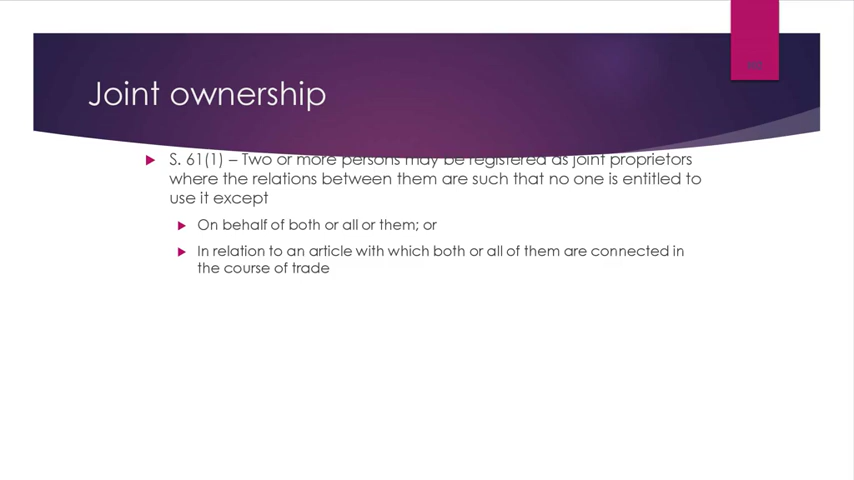 Joint ownership
S. 61(1) – Two or more persons may be registered as joint proprietors
where the relations between them are such that no one is entitled to
use it except
On behalf of both or all or them; or
In relation to an article with which both or all of them are connected in
the course of trade